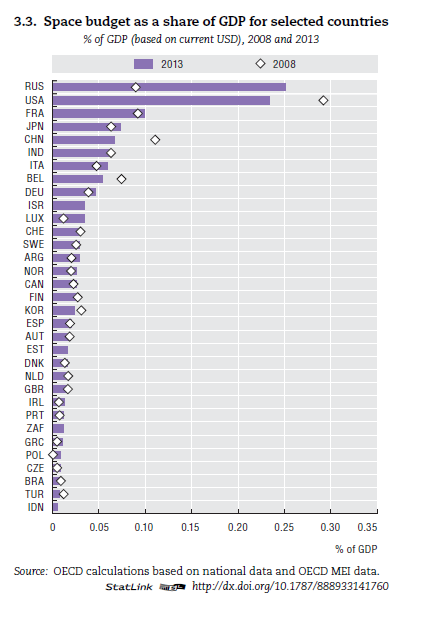 3.3. Space budget as a share of GDP for selected countries
% of GDP (based on current USD), 2008 and 2013
2013 2008
RUS
USA
FRA
JPN
CHN
IND
ITA
BEL
DEU
ISR
LUX
CHE
SWE
ARG
NOR
CAN
FIN
KOR
ESP
AUT
EST
DNK
NLD
GBR
IRL
PRT
ZAF
GRC
POL
CZE
BRA
TUR
IDN
0 0.05 0.10 0.15 0.20 0.25 0.30 0.35
% of GDP
Source: OECD calculations based on national data and OECD MEI data.
StatLink http://dx.doi.org/10.1787/888933141760